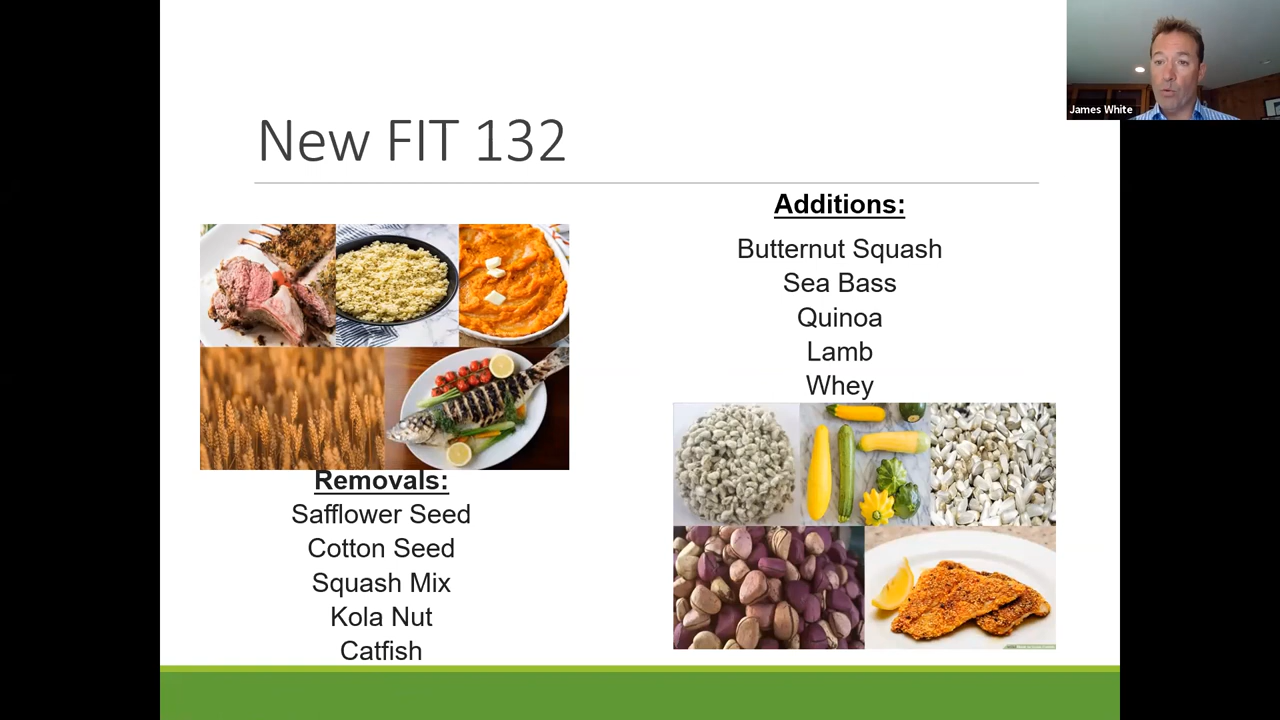 James White
New FIT 132
Additions:
Butternut Squash
Sea Bass
Quinoa
Lamb
Whey
Removals:
Safflower Seed
Cotton Seed
Squash Mix
Kola Nut
Catfish